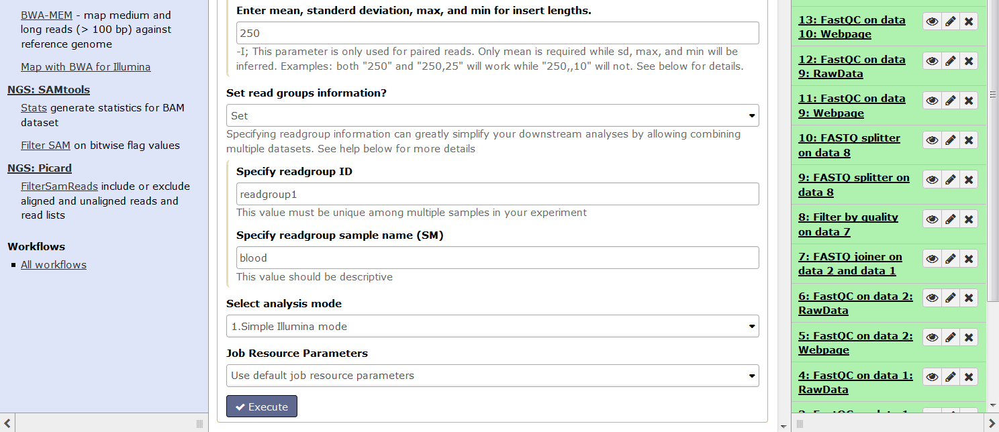 BWA-MEM - map medium and
long reads (> 100 bp) against
reference genome
Map with BWA for Illumina
NGS: SAMtools
Stats generate statistics for BAM
dataset
Filter SAM on bitwise flag values
NGS: Picard
FilterSamReads include or exclude
aligned and unaligned reads and
read lists
Workflows
All workflows
Enter mean, standerd deviation, max, and min for insert lengths.
250
-I; This parameter is only used for paired reads. Only mean is required while sd, max, and min will be
inferred. Examples: both "250" and "250,25" will work while "250,,10" will not. See below for details.
Set read groups information?
Set
Specifying readgroup information can greatly simplify your downstream analyses by allowing combining
multiple datasets. See help below for more details
Specify readgroup ID
readgroup1
This value must be unique among multiple samples in your experiment
Specify readgroup sample name (SM)
blood
This value should be descriptive
Select analysis mode
1.Simple Illumina mode
Job Resource Parameters
Use default job resource parameters
Execute
13: FastQC on data
10: Webpage
12: FastQC on data
9: RawData
11: FastQC on data
9: Webpage
10: FASTQ splitter
on data 8
9: FASTQ splitter on
data 8
8: Filter by quality
on data 7
7: FASTQ joiner on
data 2 and data 1
6: FastQC on data 2:
RawData
5: FastQC on data 2:
Webpage
4: FastQC on data 1:
RawData